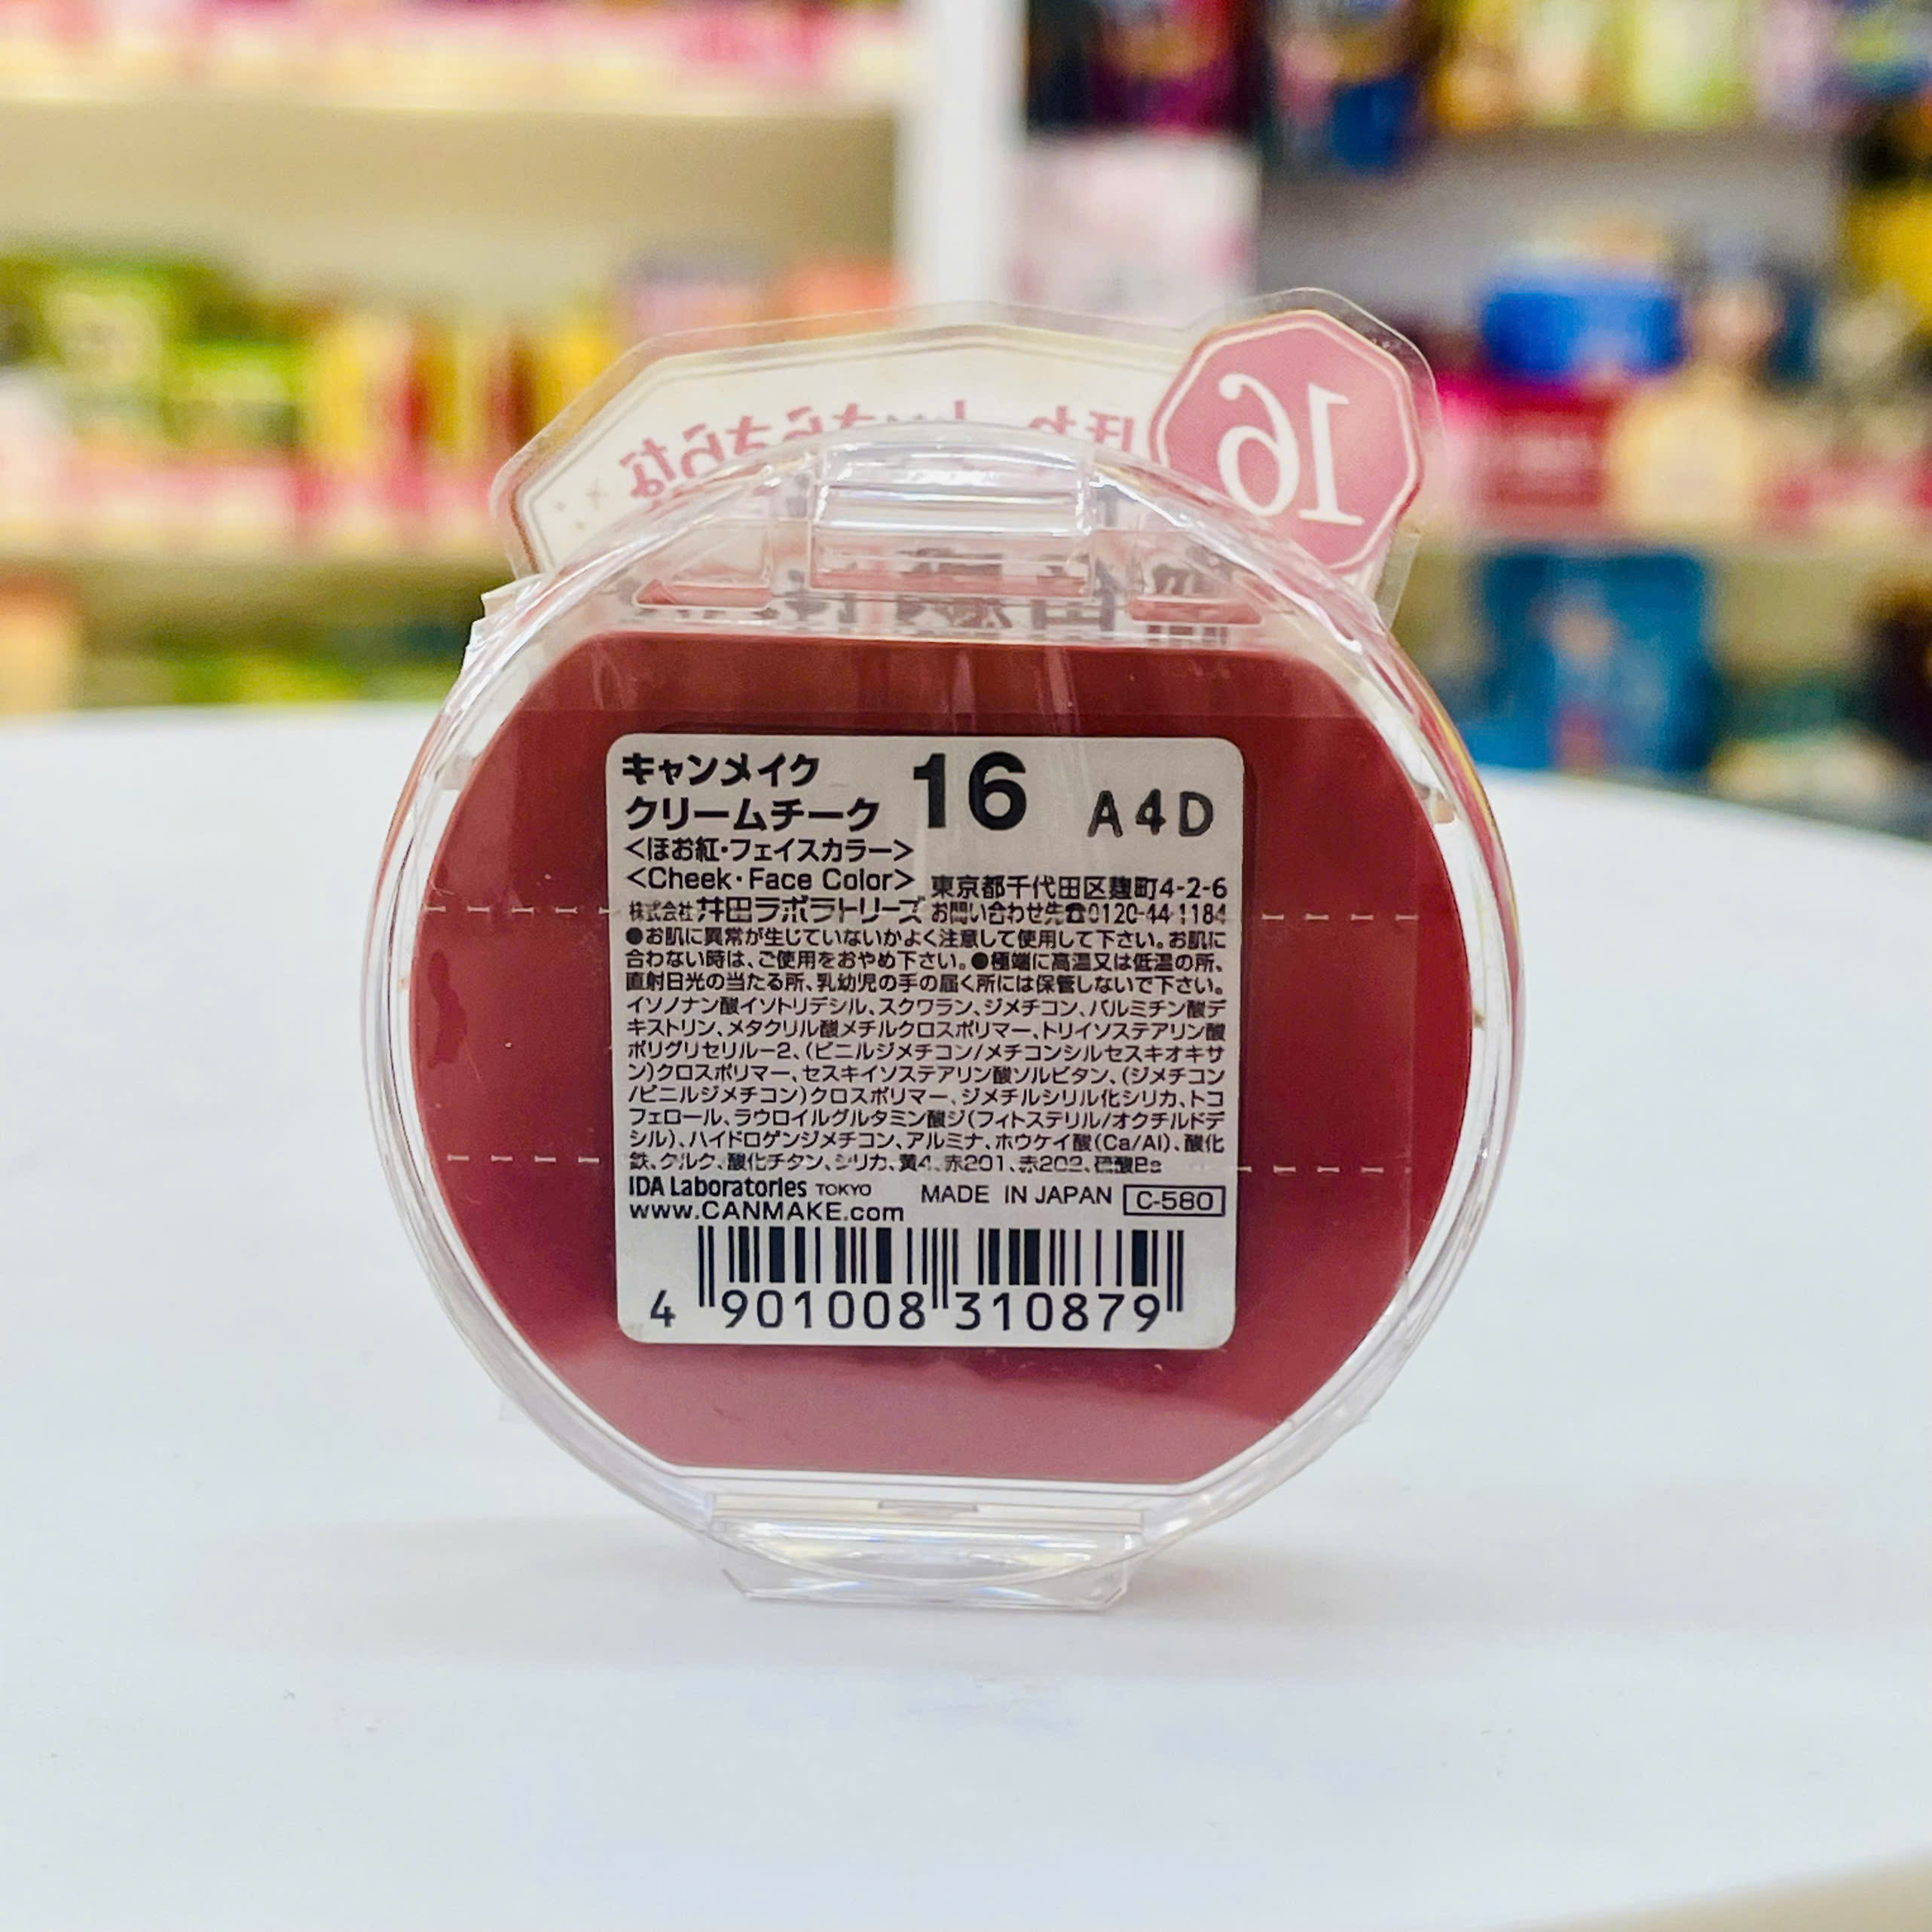 16
さらさらな
キャンメイク
クリームチーク
16
A4D
<ほお紅・フェイスカラー>
<Cheek・Face Color>
東京都千代田区麹町4-2-6
株式会社井田ラボラトリーズ お問い合わせ先☎0120-44-1184
●お肌に異常が生じていないかよく注意して使用して下さい。お肌に
合わない時は、ご使用をおやめ下さい。●極端に高温又は低温の所、
直射日光の当たる所、乳幼児の手の届く所には保管しないで下さい。
イソノナン酸イソトリデシル、スクワラン、ジメチコン、パルミチン酸デ
キストリン、メタクリル酸メチルクロスポリマー、トリイソステアリン酸
ポリグリセリル-2、(ビニルジメチコン/メチコンシルセスキオキサ
ン)クロスポリマー、セスキイソステアリン酸ソルビタン、(ジメチコン
/ビニルジメチコン)クロスポリマー、ジメチルシリル化シリカ、トコ
フェロール、ラウロイルグルタミン酸ジ(フィトステリル/オクチルドデ
シル)、ハイドロゲンジメチコン、アルミナ、ホウケイ酸(Ca/Al)、酸化
鉄、タルク、酸化チタン、シリカ、黄4、赤201、赤202、硫酸Ba
IDA Laboratories TOKYO MADE IN JAPAN C-580
www.CANMAKE.com
4 901008 310879